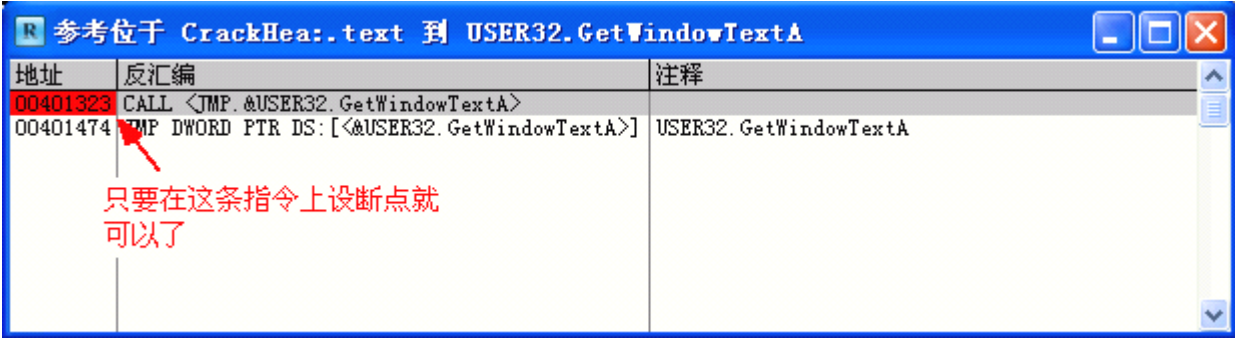 R 参考位于 CrackHea:.text 到 USER32.GetWindowTextA
地址 反汇编 注释
00401323 CALL <JMP.&USER32.GetWindowTextA>
00401474 JMP DWORD PTR DS:[<&USER32.GetWindowTextA>] USER32.GetWindowTextA
只要在这条指令上设断点就
可以了